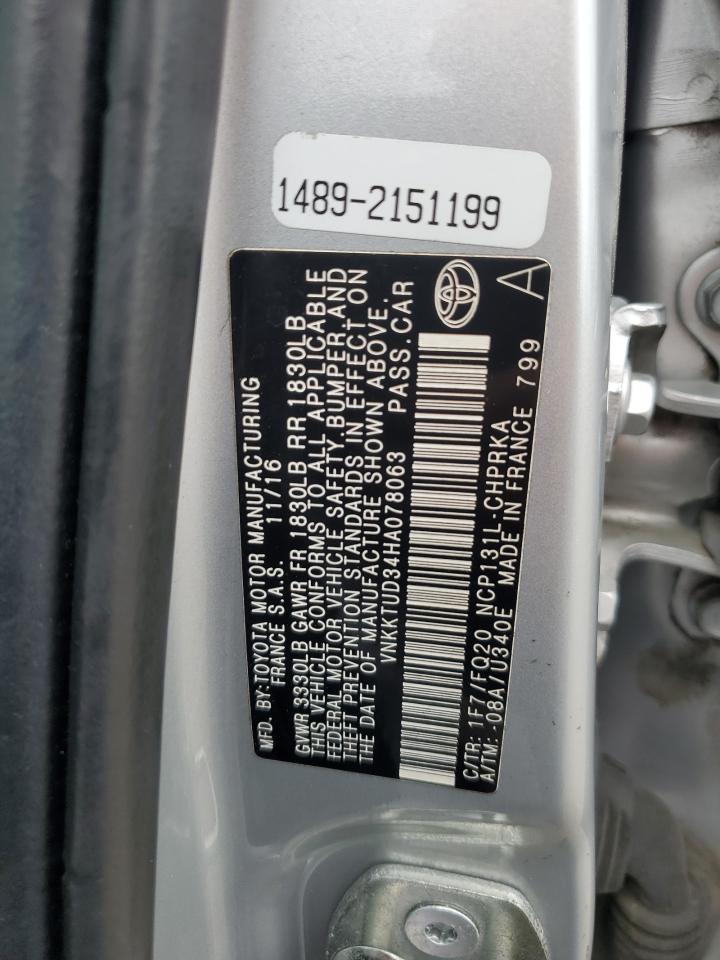 1489-2151199
MFD. BY: TOYOTA MOTOR MANUFACTURING
FRANCE S.A.S. 11/16
GVWR 3330LB GAWR FR 1830LB RR 1830LB
THIS VEHICLE CONFORMS TO ALL APPLICABLE
FEDERAL MOTOR VEHICLE SAFETY, BUMPER, AND
THEFT PREVENTION STANDARDS IN EFFECT ON
THE DATE OF MANUFACTURE SHOWN ABOVE.
VNKKTUD34HA078063 PASS.CAR
C/TR: 1F7/FQ20 NCP131L-CHPRKA
A/TM: -08A/U340E MADE IN FRANCE 799
A